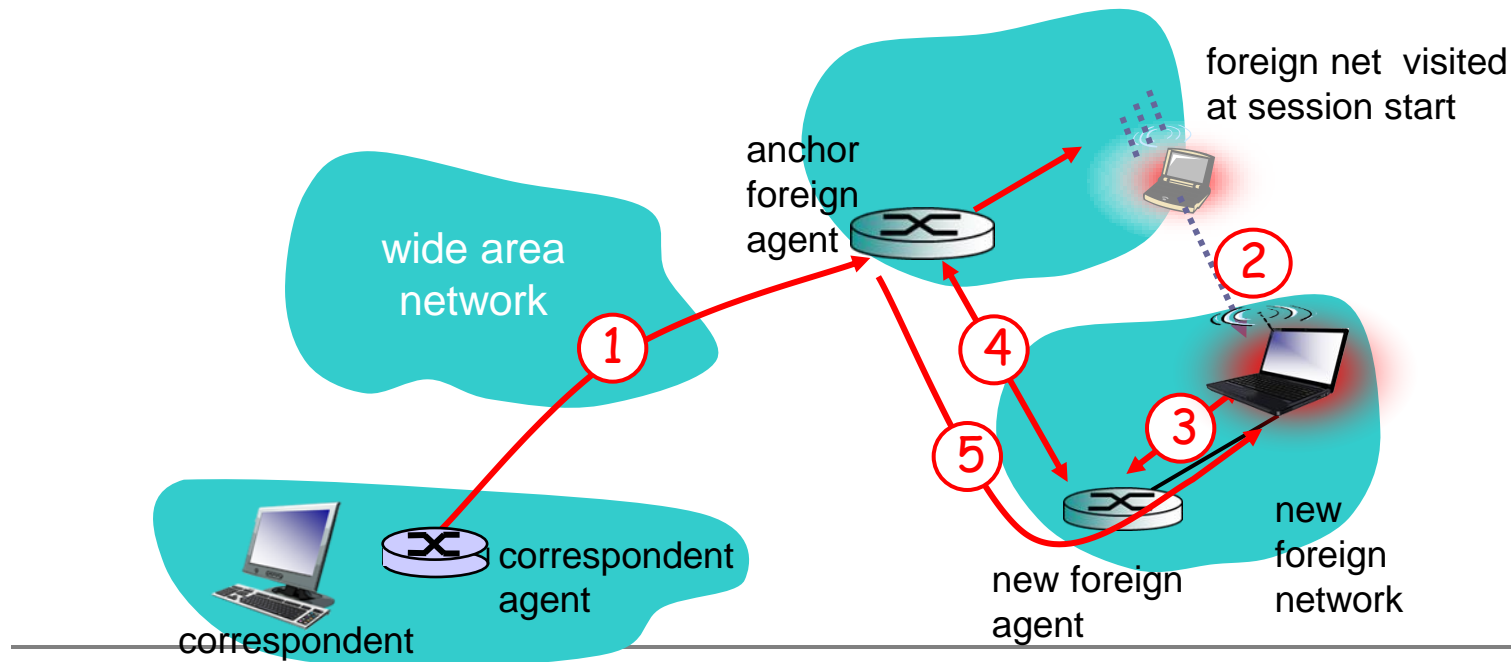 foreign net visited
at session start
anchor
foreign
agent
wide area
network
2
1
4
3
5
correspondent
agent
correspondent
new foreign
agent
new
foreign
network